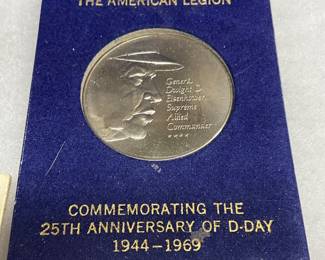 THE AMERICAN LEGION
General
Dwight D.
Eisenhower
Supreme
Allied
Commander
COMMEMORATING THE
25TH ANNIVERSARY OF D-DAY
1944-1969